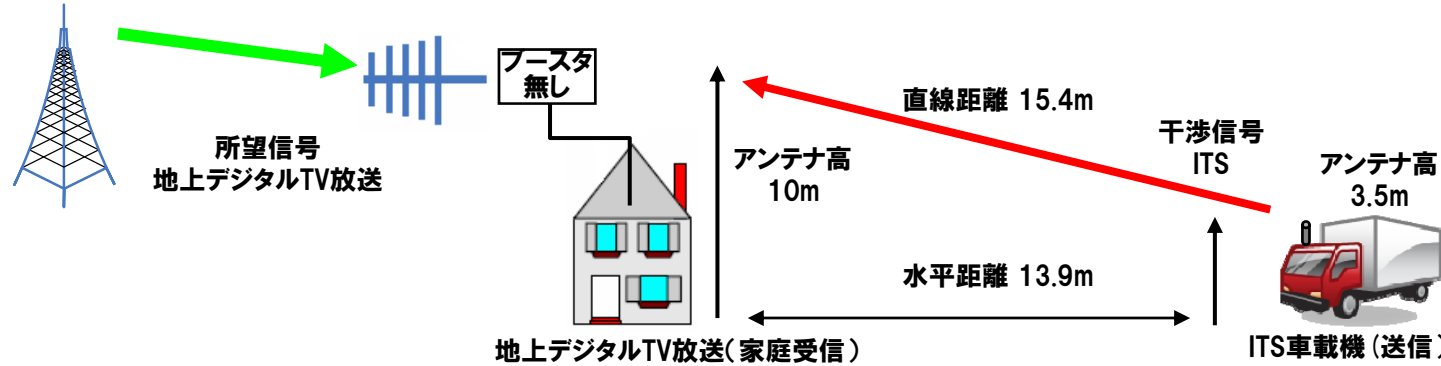 ブースタ
無し
所望信号
地上デジタルTV放送
アンテナ高
10m
直線距離 15.4m
干渉信号
ITS
アンテナ高
3.5m
水平距離 13.9m
地上デジタルTV放送(家庭受信)
ITS車載機(送信)